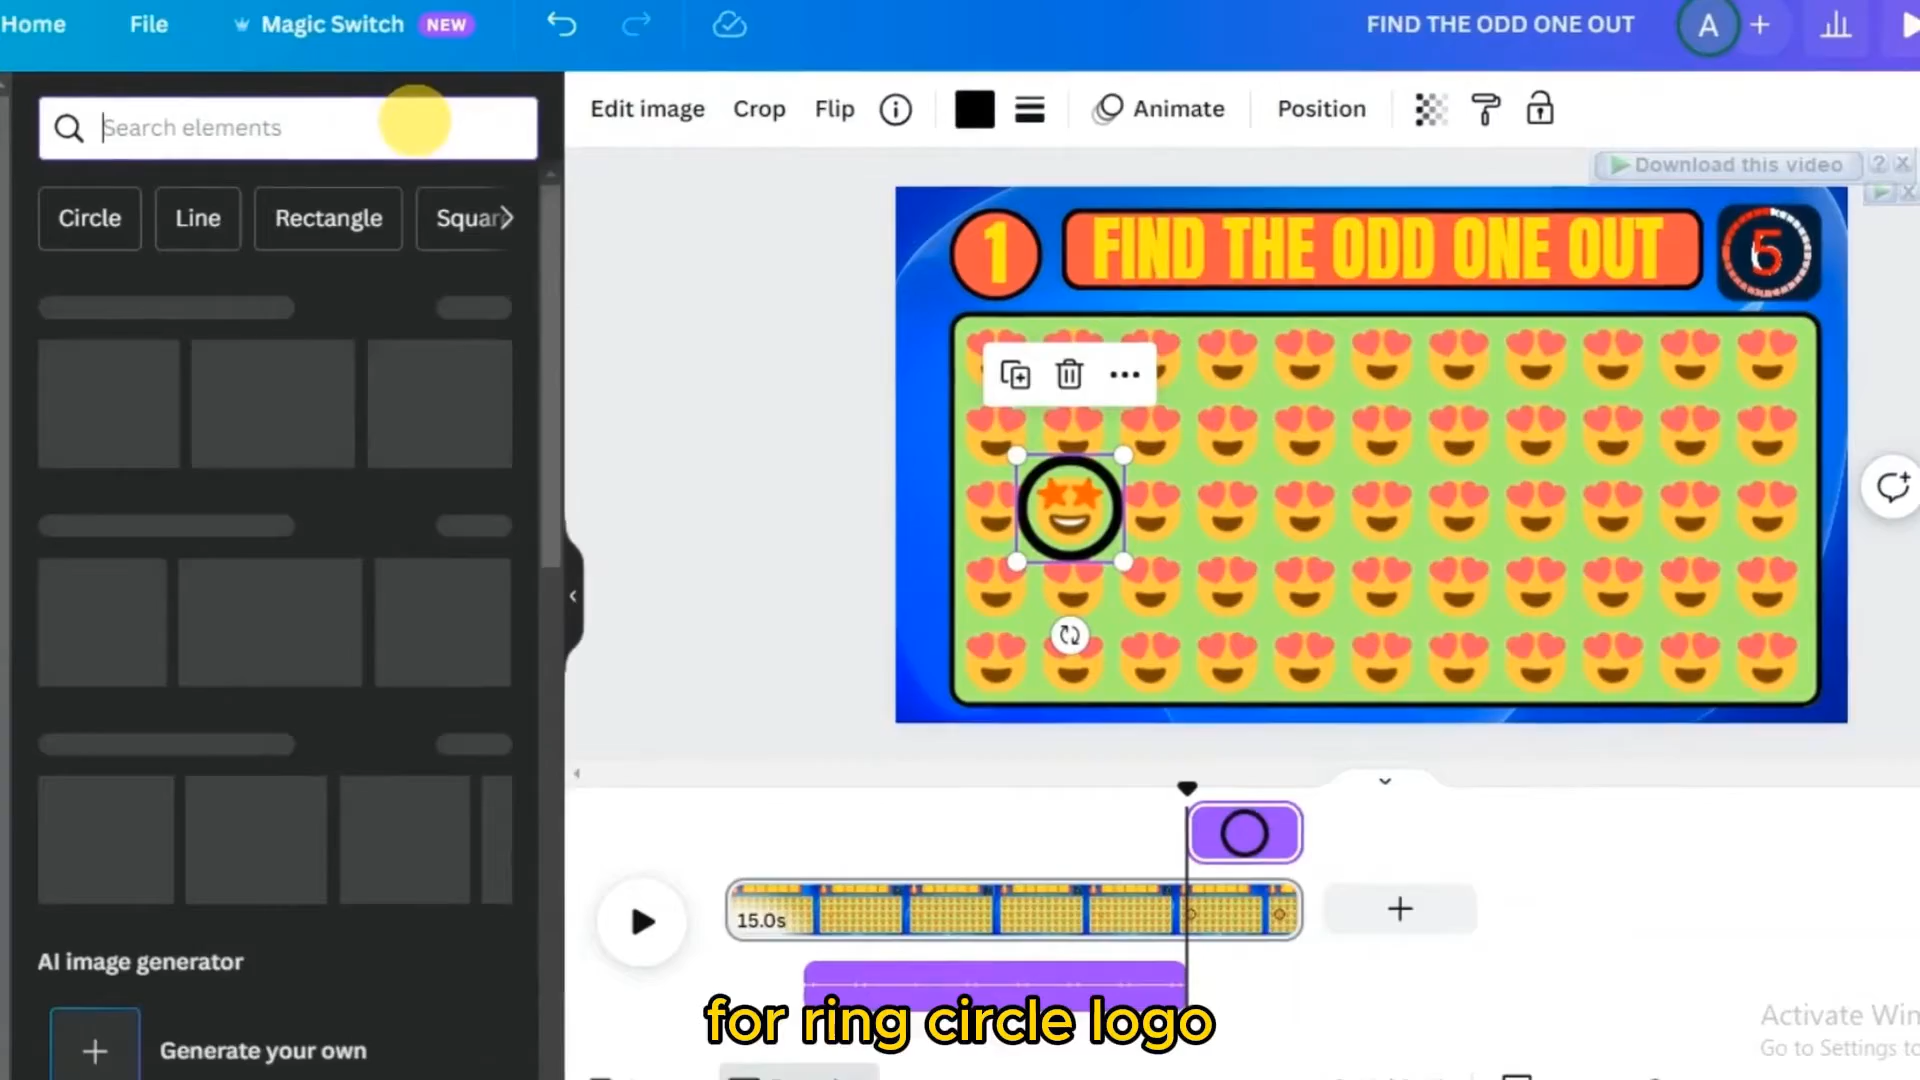 Home File Magic Switch NEW FIND THE ODD ONE OUT A
Search elements
Edit image Crop Flip Animate Position
Download this video ? X
Circle Line Rectangle Squar
1 FIND THE ODD ONE OUT 5
15.0s
AI image generator
Generate your own
for ring circle logo
Activate Win
Go to Settings to